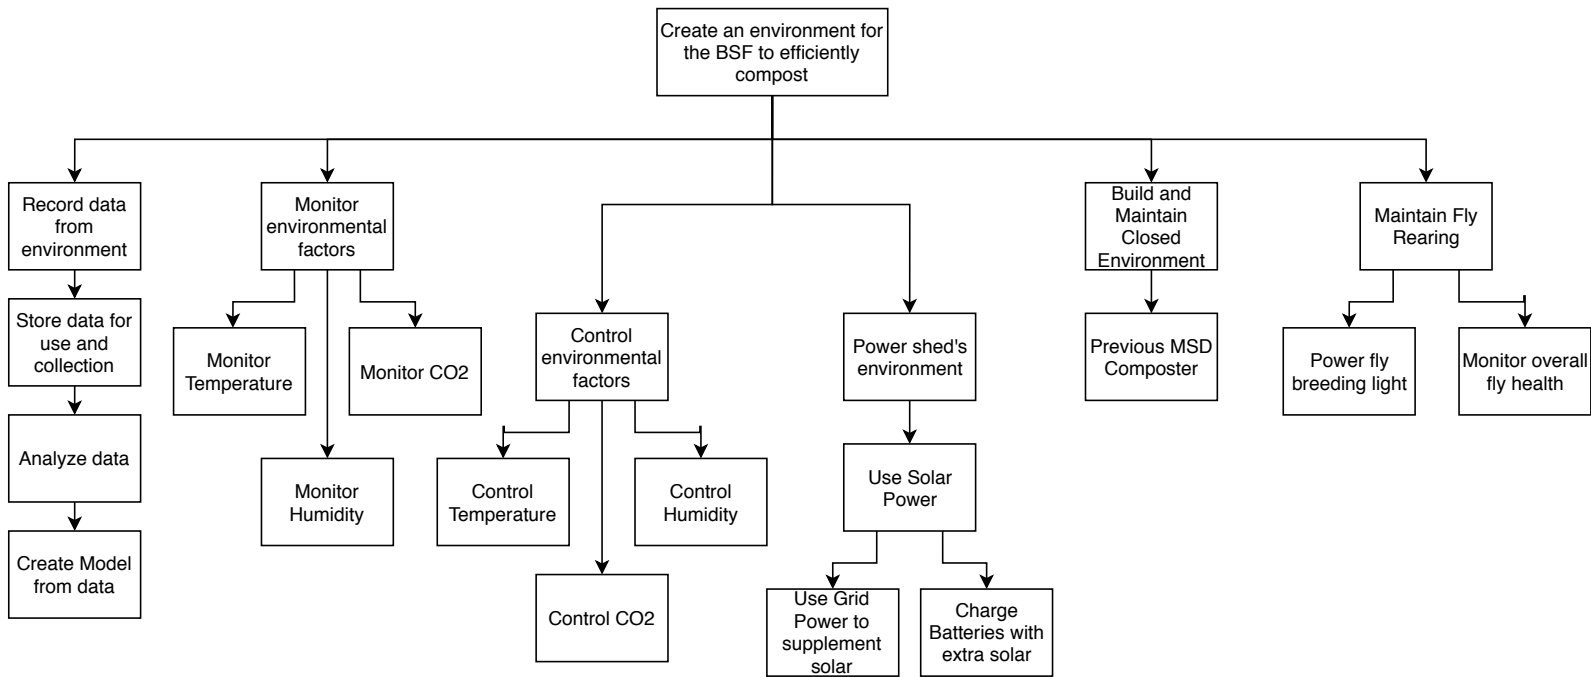 Create an environment for
the BSF to efficiently
compost
Record data
from
environment
Monitor
environmental
factors
Build and
Maintain
Closed
Environment
Maintain Fly
Rearing
Store data for
use and
collection
Monitor
Temperature
Monitor CO2
Control
environmental
factors
Power shed's
environment
Previous MSD
Composter
Power fly
breeding light
Monitor overall
fly health
Analyze data
Monitor
Humidity
Control
Temperature
Control
Humidity
Use Solar
Power
Create Model
from data
Control CO2
Use Grid
Power to
supplement
solar
Charge
Batteries with
extra solar